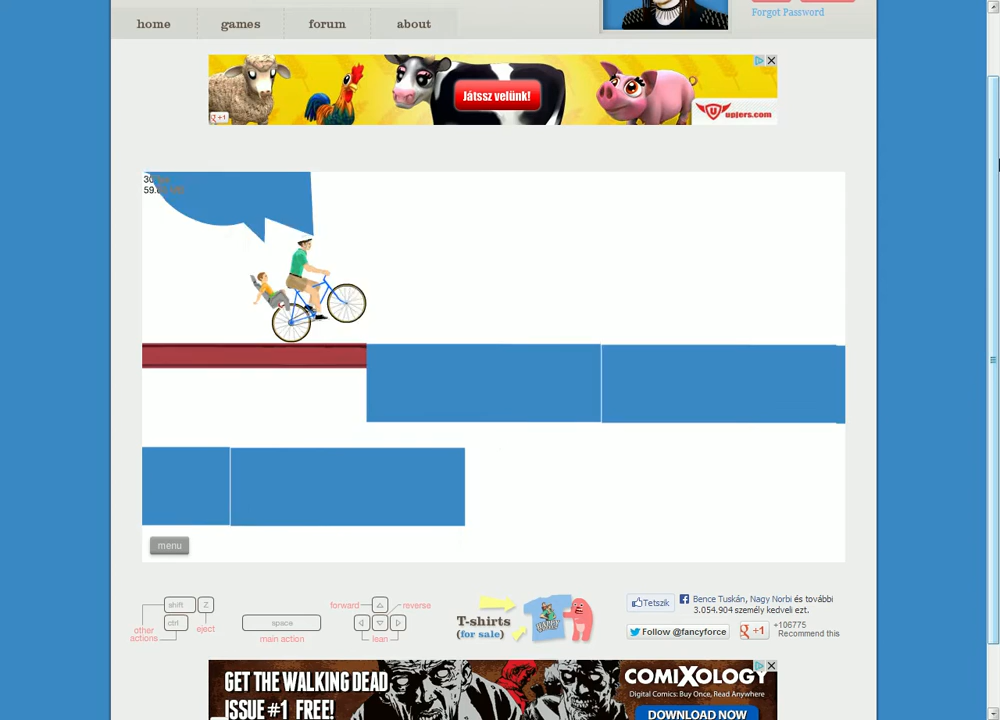 Forgot Password
home games forum about
Játssz velünk!
g +1
upjers.com
menu
shift Z
ctrl
other actions
eject
space
main action
forward
reverse
lean
T-shirts
(for sale)
Tetszik
Bence Tuskán, Nagy Norbi és további
3.054.904 személy kedveli ezt.
Follow @fancyforce
g +1
+106775
Recommend this
GET THE WALKING DEAD
ISSUE #1 FREE!
COMIXOLOGY
Digital Comics: Buy Once, Read Anywhere
DOWNLOAD NOW